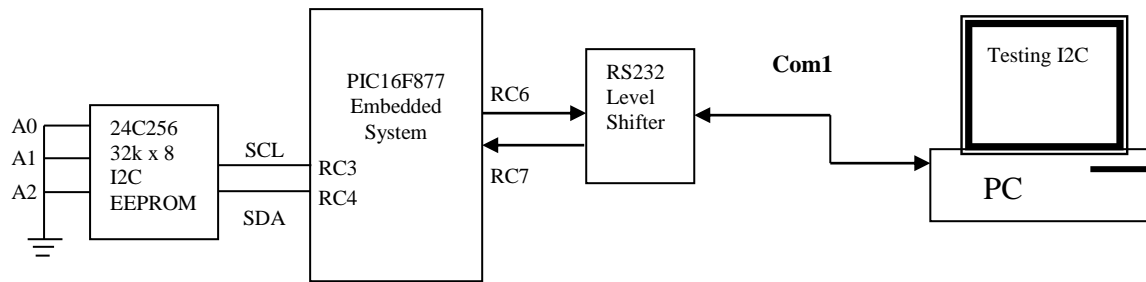 A0
A1
A2
24C256
32k x 8
I2C
EEPROM
SCL
SDA
PIC16F877
Embedded
System
RC3
RC4
RC6
RC7
RS232
Level
Shifter
Com1
Testing I2C
PC